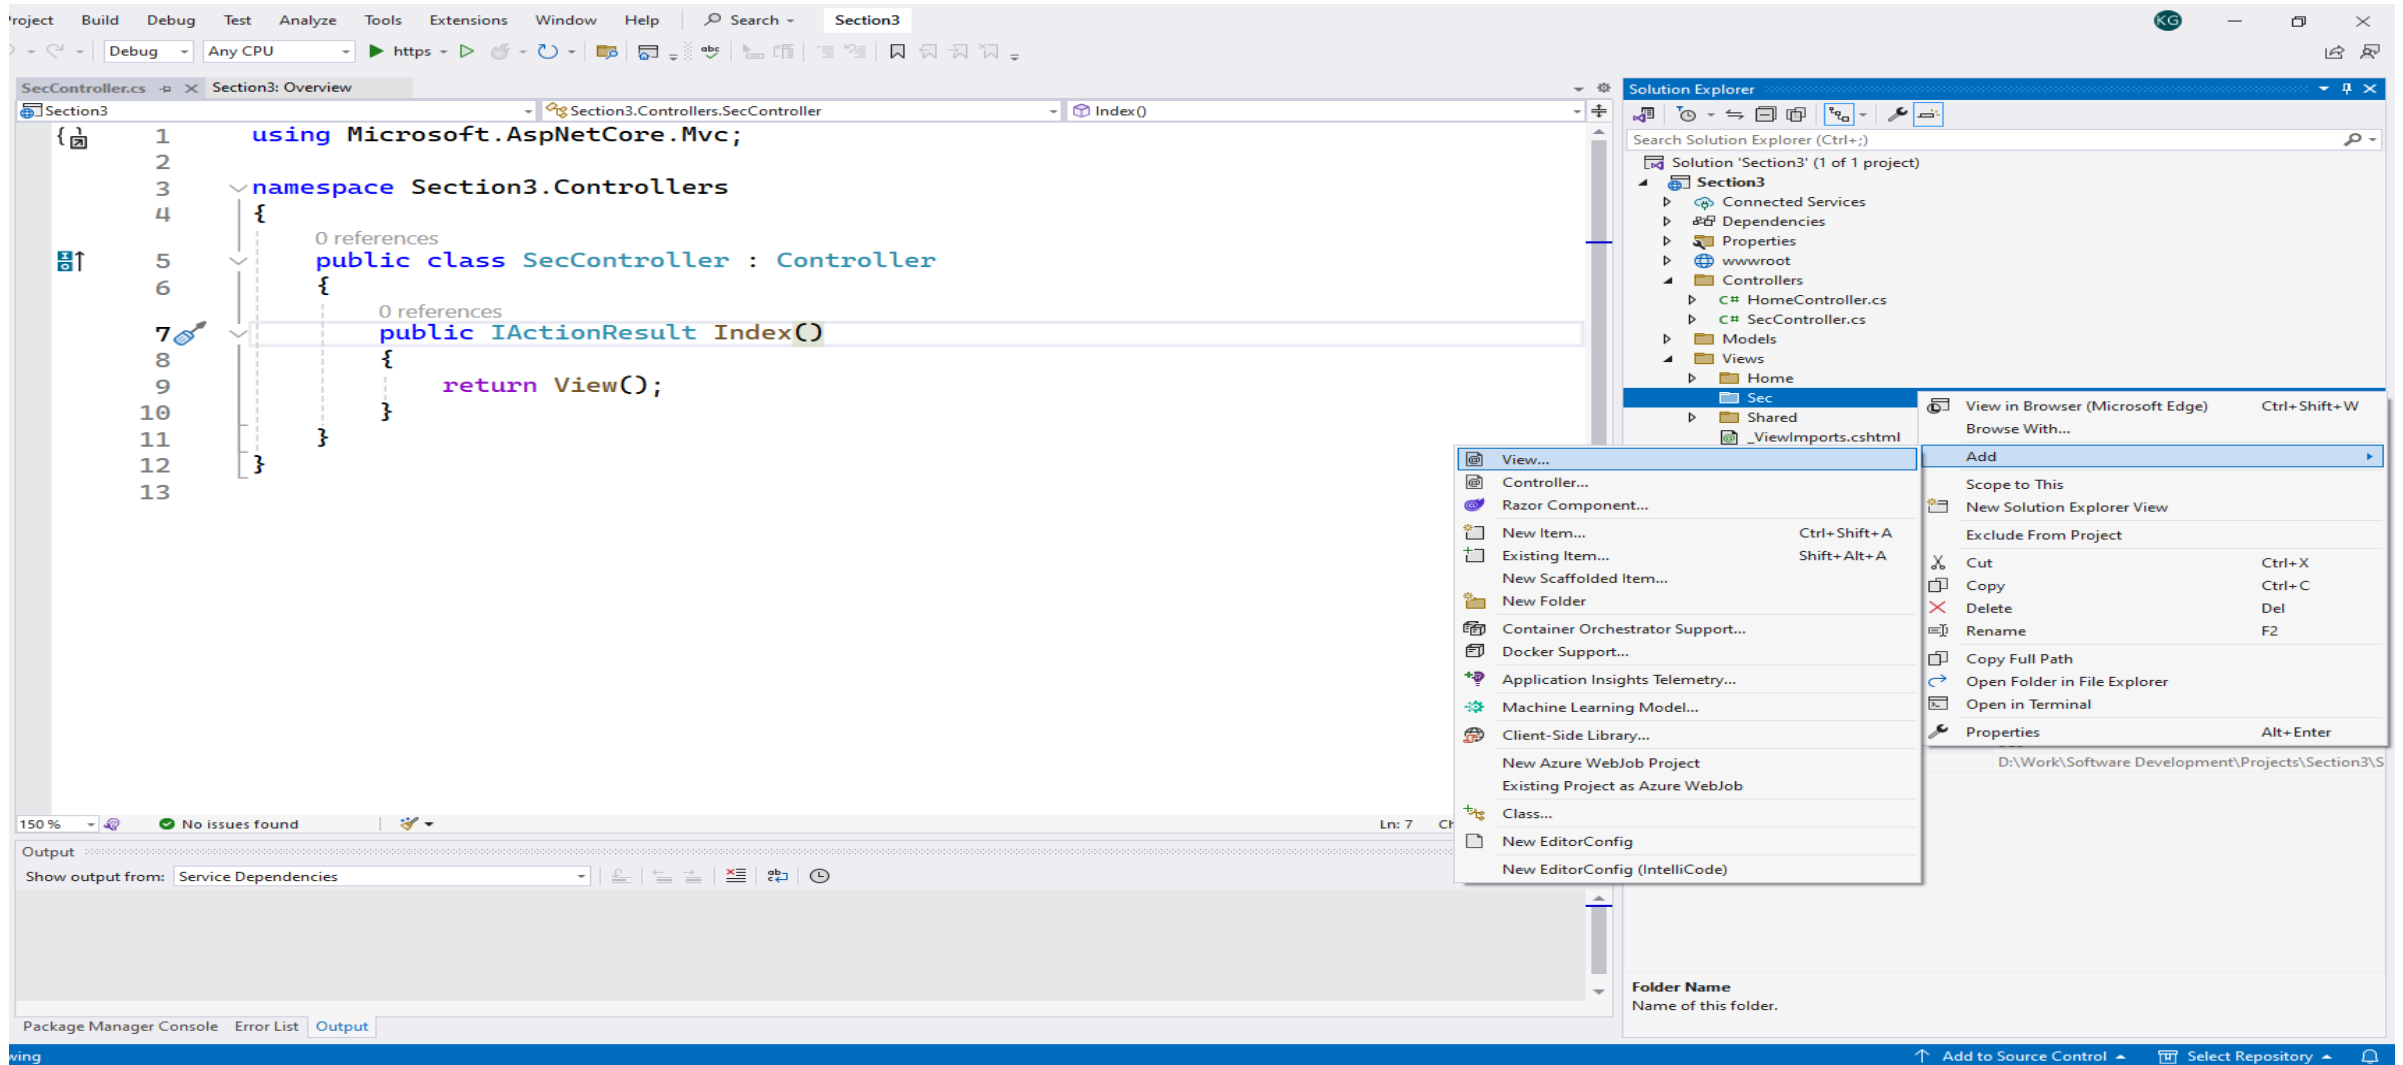 roject Build Debug Test Analyze Tools Extensions Window Help Search Section3 KG
Debug Any CPU https abc
SecController.cs Section3: Overview
Section3 Section3.Controllers.SecController Index()
1 using Microsoft.AspNetCore.Mvc;
2
3 namespace Section3.Controllers
4 {
0 references
5 public class SecController : Controller
6 {
0 references
7 public IActionResult Index()
8 {
9 return View();
10 }
11 }
12 }
13
150 % No issues found Ln: 7 Ch
Output
Show output from: Service Dependencies
Package Manager Console Error List Output
Solution Explorer
Search Solution Explorer (Ctrl+;)
Solution 'Section3' (1 of 1 project)
Section3
Connected Services
Dependencies
Properties
wwwroot
Controllers
C# HomeController.cs
C# SecController.cs
Models
Views
Home
Sec
Shared
_ViewImports.cshtml
View in Browser (Microsoft Edge) Ctrl+Shift+W
Browse With...
Add
Scope to This
New Solution Explorer View
Exclude From Project
Cut Ctrl+X
Copy Ctrl+C
Delete Del
Rename F2
Copy Full Path
Open Folder in File Explorer
Open in Terminal
Properties Alt+Enter
View...
Controller...
Razor Component...
New Item... Ctrl+Shift+A
Existing Item... Shift+Alt+A
New Scaffolded Item...
New Folder
Container Orchestrator Support...
Docker Support...
Application Insights Telemetry...
Machine Learning Model...
Client-Side Library...
New Azure WebJob Project
Existing Project as Azure WebJob
Class...
New EditorConfig
New EditorConfig (IntelliCode)
D:\Work\Software Development\Projects\Section3\S
Folder Name
Name of this folder.
wing Add to Source Control Select Repository